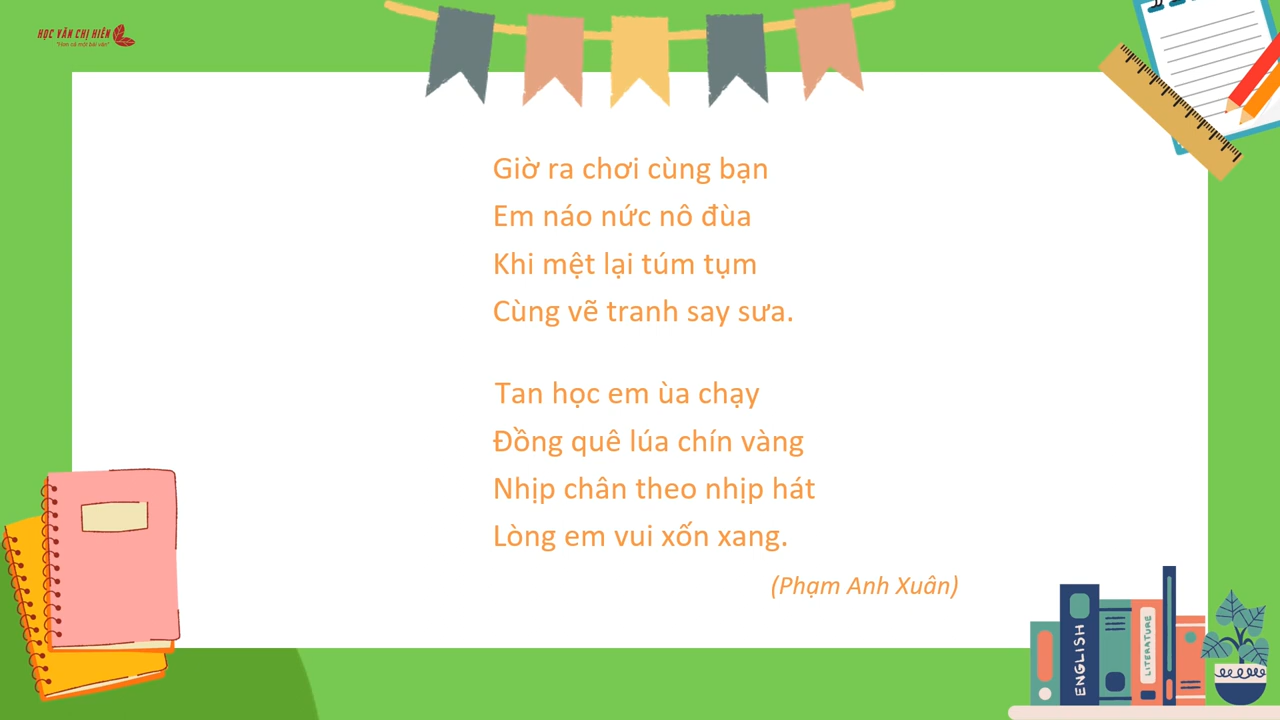 HỌC VĂN CHỊ HIÊN
Giờ ra chơi cùng bạn
Em náo nức nô đùa
Khi mệt lại túm tụm
Cùng vẽ tranh say sưa.
Tan học em ùa chạy
Đồng quê lúa chín vàng
Nhịp chân theo nhịp hát
Lòng em vui xốn xang.
(Phạm Anh Xuân)
ENGLISH
LITERATURE